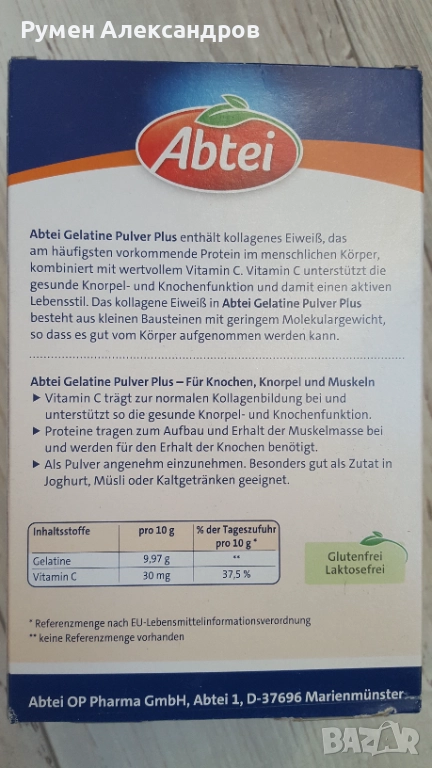 Румен Александров
Abtei
Abtei Gelatine Pulver Plus enthält kollagenes Eiweiß, das
am häufigsten vorkommende Protein im menschlichen Körper,
kombiniert mit wertvollem Vitamin C. Vitamin C unterstützt die
gesunde Knorpel- und Knochenfunktion und damit einen aktiven
Lebensstil. Das kollagene Eiweiß in Abtei Gelatine Pulver Plus
besteht aus kleinen Bausteinen mit geringem Molekulargewicht,
so dass es gut vom Körper aufgenommen werden kann.
Abtei Gelatine Pulver Plus – Für Knochen, Knorpel und Muskeln
▶ Vitamin C trägt zur normalen Kollagenbildung bei und
unterstützt so die gesunde Knorpel- und Knochenfunktion.
▶ Proteine tragen zum Aufbau und Erhalt der Muskelmasse bei
und werden für den Erhalt der Knochen benötigt.
▶ Als Pulver angenehm einzunehmen. Besonders gut als Zutat in
Joghurt, Müsli oder Kaltgetränken geeignet.
Inhaltsstoffe pro 10 g % der Tageszufuhr
pro 10 g *
Gelatine 9,97 g **
Vitamin C 30 mg 37,5 %
Glutenfrei
Laktosefrei
* Referenzmenge nach EU-Lebensmittelinformationsverordnung
** keine Referenzmenge vorhanden
Abtei OP Pharma GmbH, Abtei 1, D-37696 Marienmünster
BAZAR